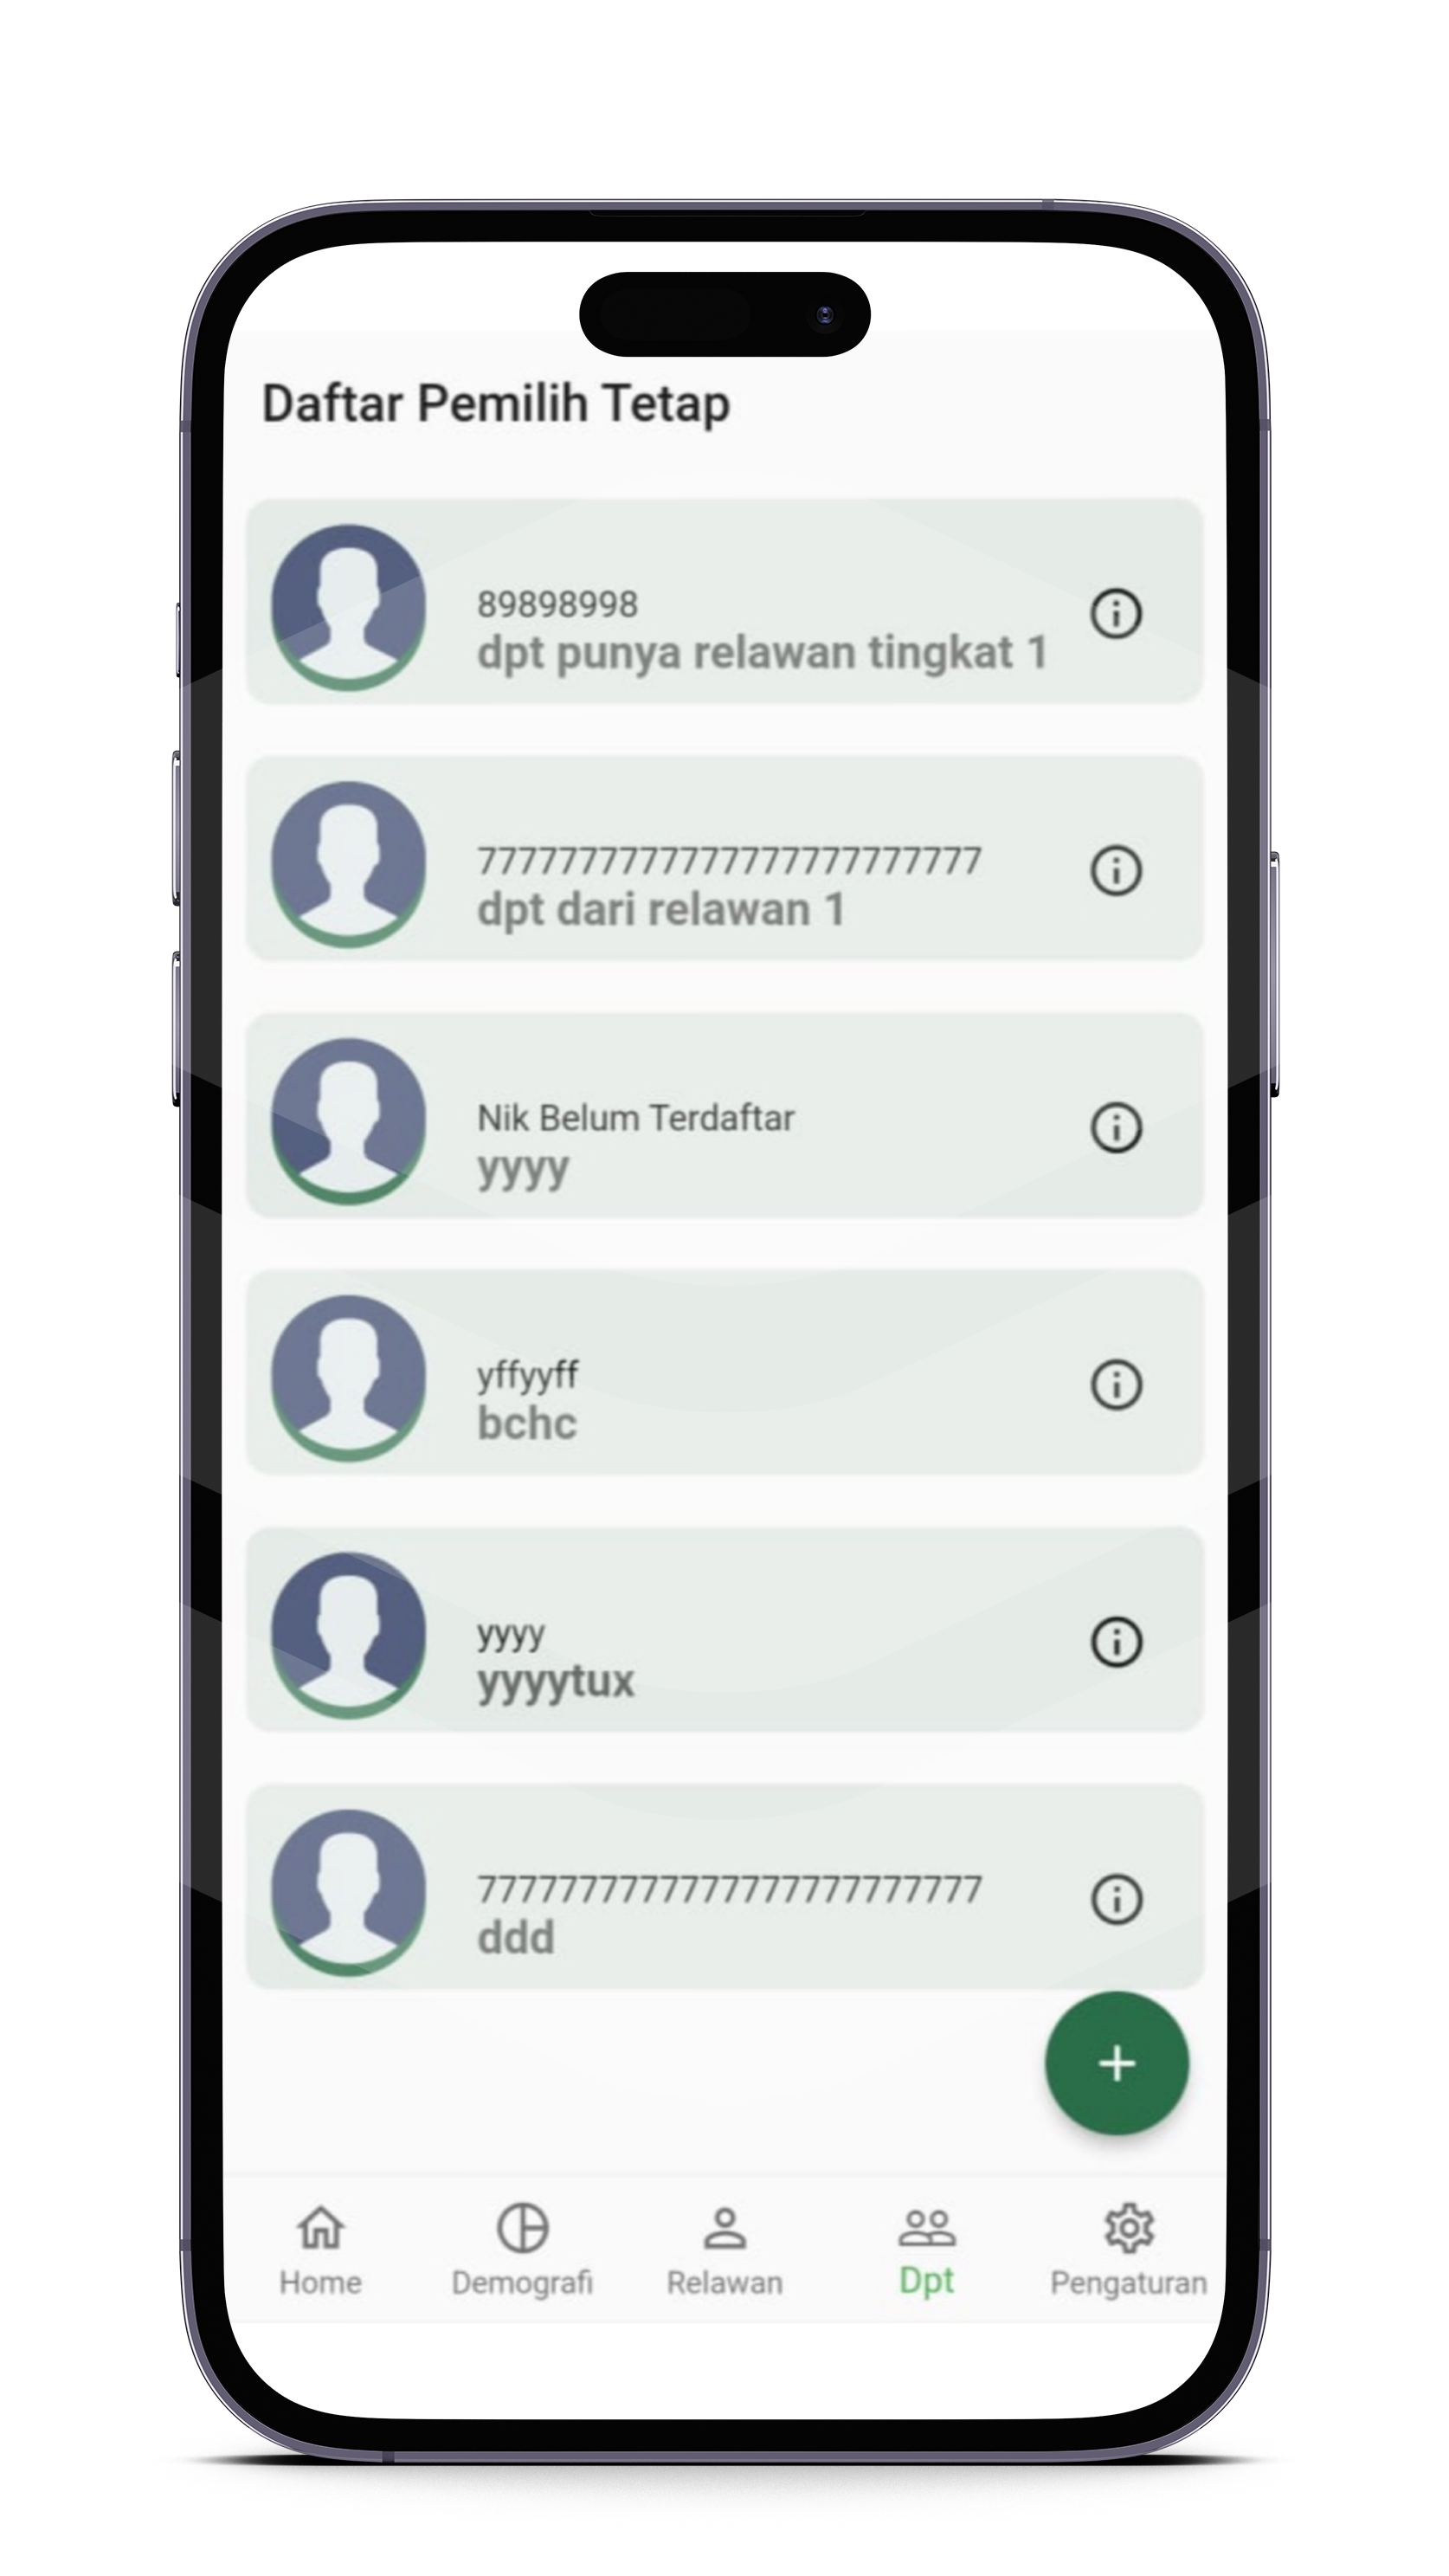 Daftar Pemilih Tetap
89898998
dpt punya relawan tingkat 1
7777777777777777777777777
dpt dari relawan 1
Nik Belum Terdaftar
yyyy
yffyyff
bchc
yyyy
yyyytux
7777777777777777777777777
ddd
Home
Demografi
Relawan
Dpt
Pengaturan